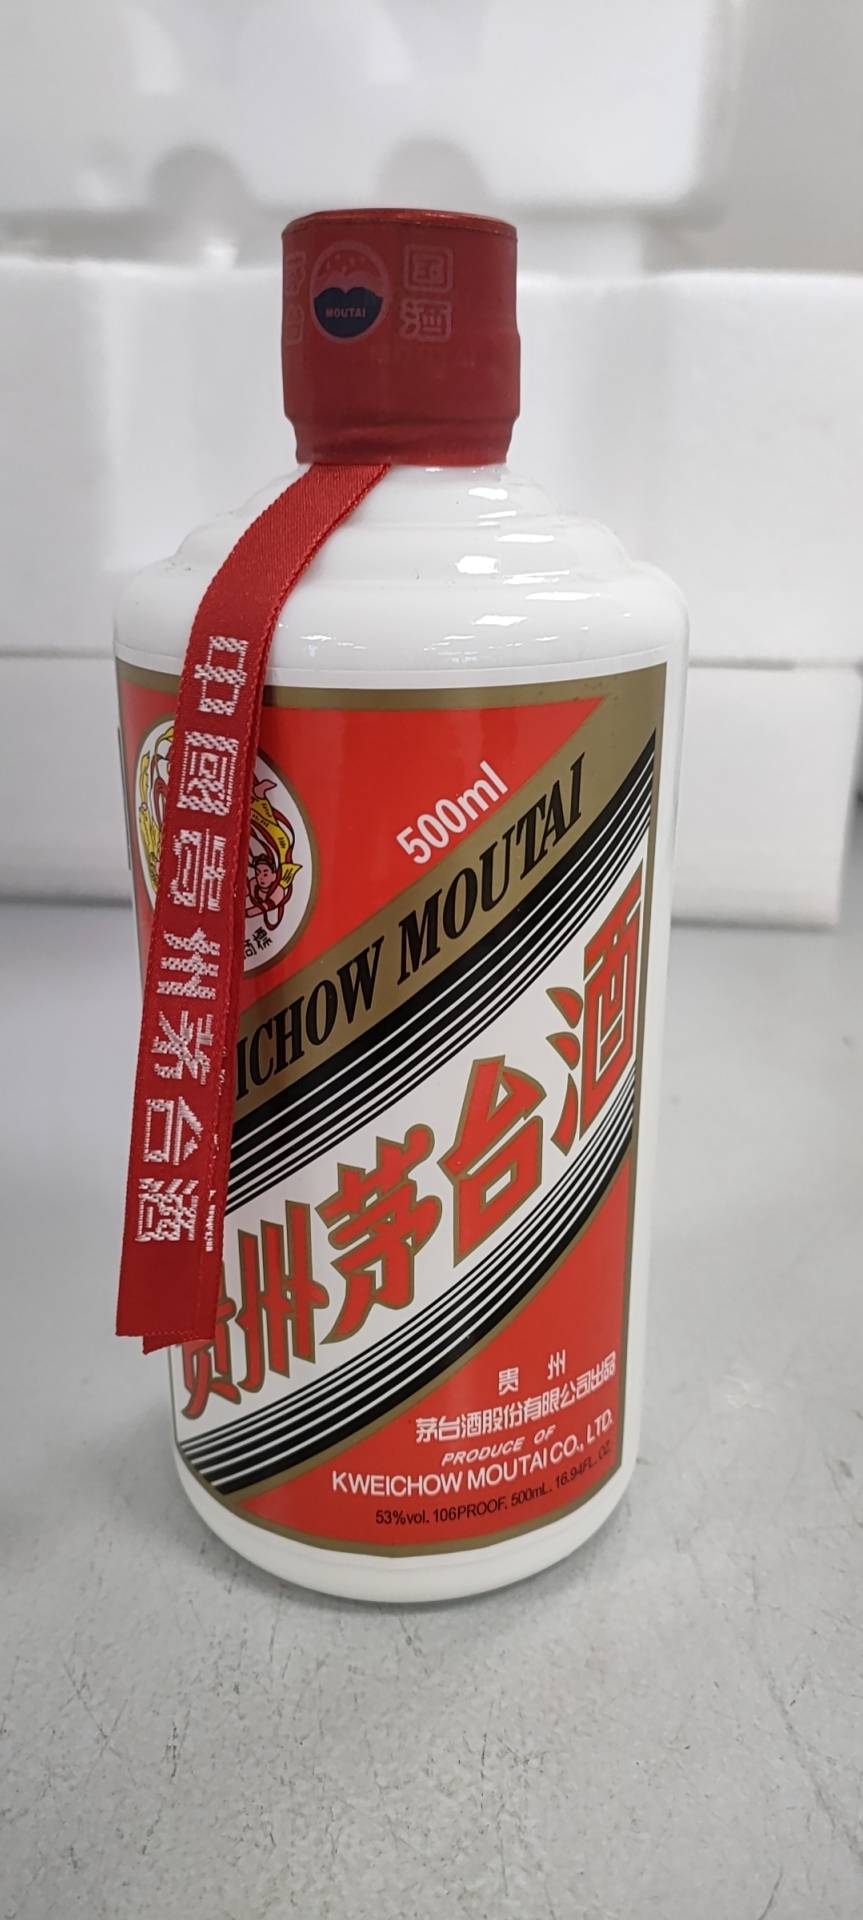 国酒
MOUTAI
中國贵州茅台酒
500ml
ICHOW MOUTAI
贵州茅台酒
贵 州
茅台酒股份有限公司出品
PRODUCE OF
KWEICHOW MOUTAI CO., LTD.
53%vol. 106PROOF. 500mL. 16.94FL. OZ.